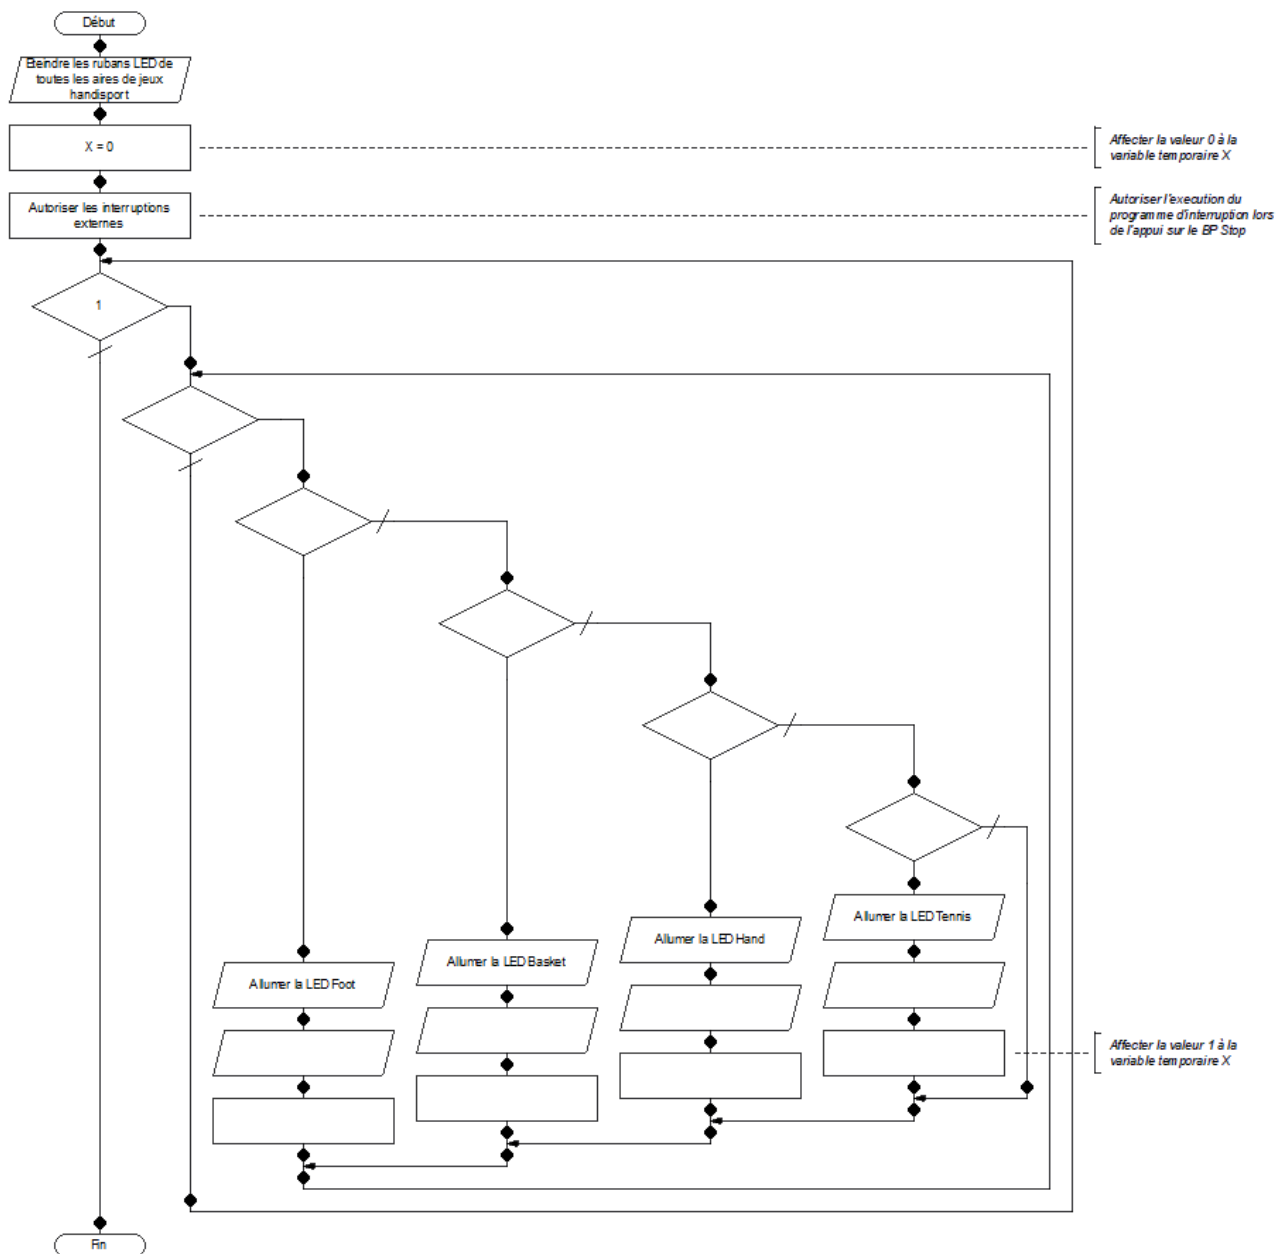 Début
Eteindre les rubans LED de
toutes les aires de jeux
handisport
X = 0
Affecter la valeur 0 à la
variable temporaire X
Autoriser les interruptions
externes
Autoriser l'execution du
programme d'interruption lors
de l'appui sur le BP Stop
1
Allumer la LED Tennis
Allumer la LED Hand
Allumer la LED Basket
Allumer la LED Foot
Affecter la valeur 1 à la
variable temporaire X
Fin